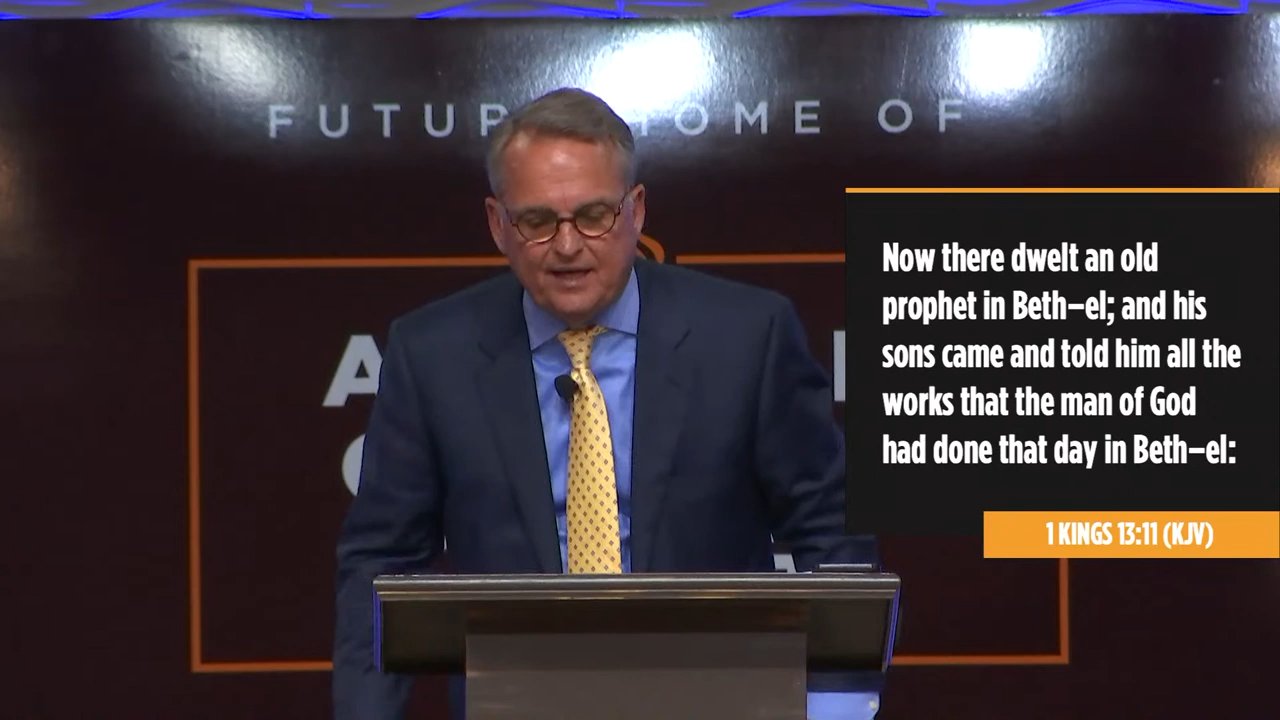 FUTUR OME OF
A
Now there dwelt an old
prophet in Beth–el; and his
sons came and told him all the
works that the man of God
had done that day in Beth–el:
1 KINGS 13:11 (KJV)